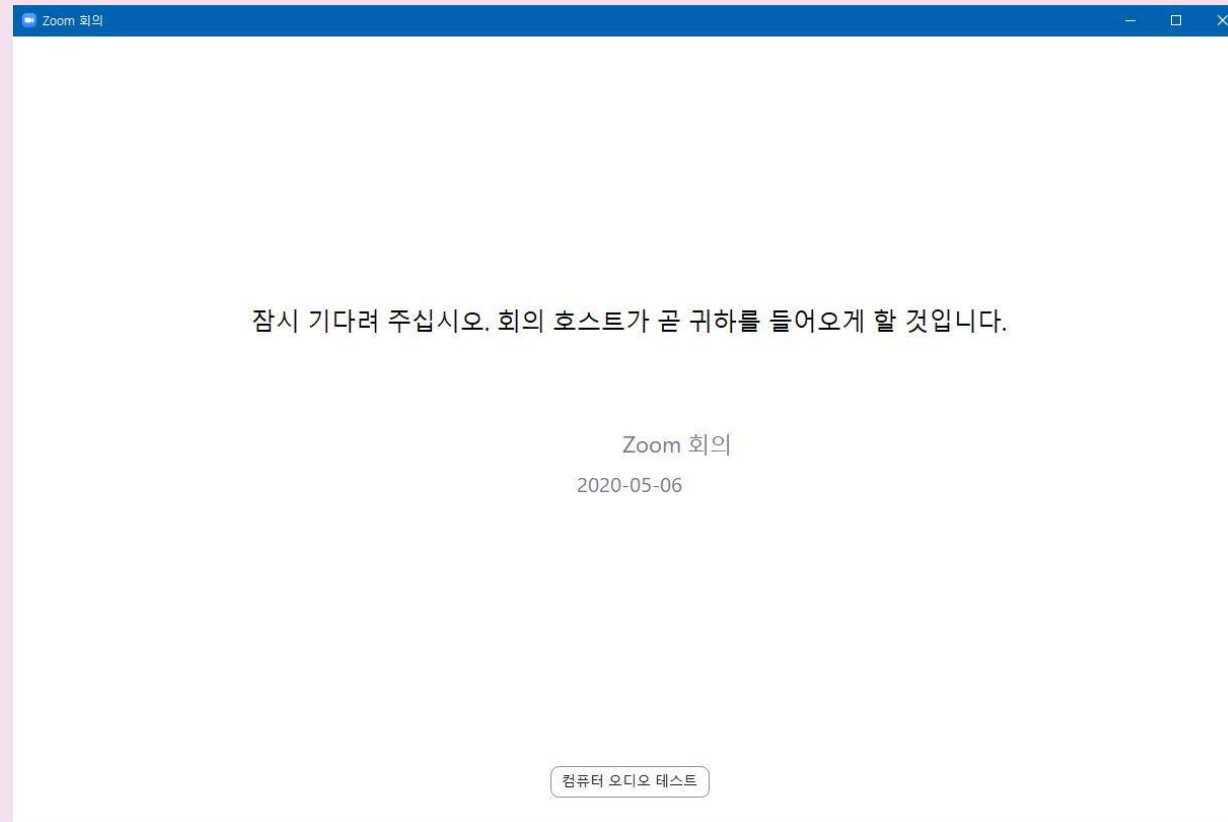 Zoom 회의
잠시 기다려 주십시오. 회의 호스트가 곧 귀하를 들어오게 할 것입니다.
Zoom 회의
2020-05-06
컴퓨터 오디오 테스트